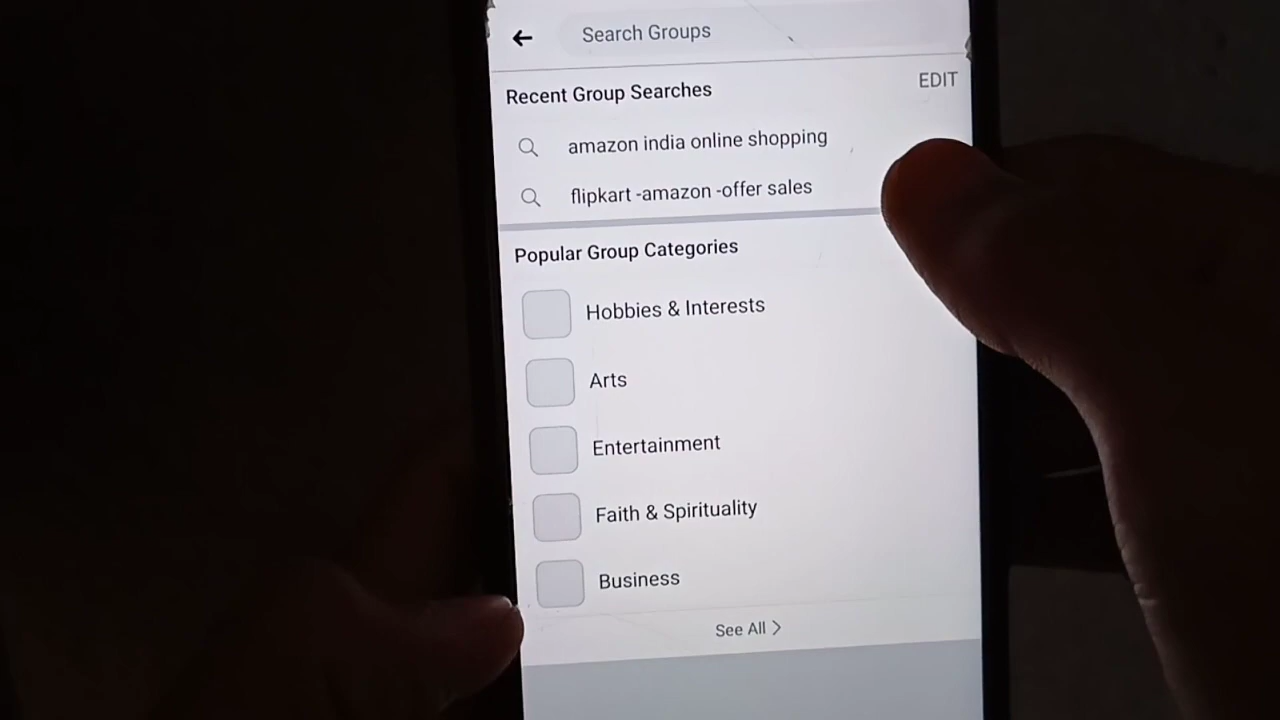 Search Groups
Recent Group Searches
EDIT
amazon india online shopping
flipkart -amazon -offer sales
Popular Group Categories
Hobbies & Interests
Arts
Entertainment
Faith & Spirituality
Business
See All